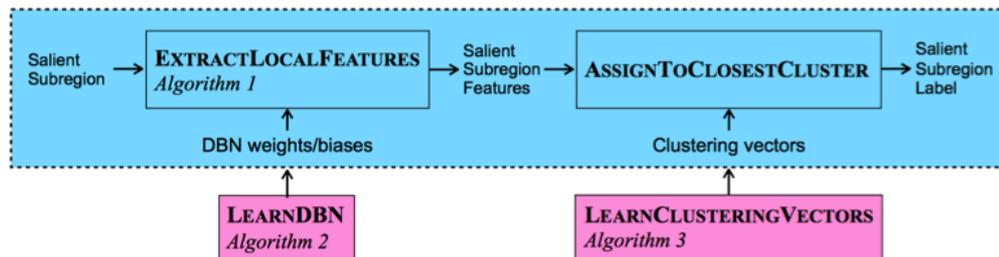 Salient
Subregion
EXTRACTLOCALFEATURES
Algorithm 1
Salient
Subregion
Features
ASSIGNTOCLOSESTCLUSTER
Salient
Subregion
Label
DBN weights/biases
Clustering vectors
LEARNDBN
Algorithm 2
LEARNCLUSTERINGVECTORS
Algorithm 3